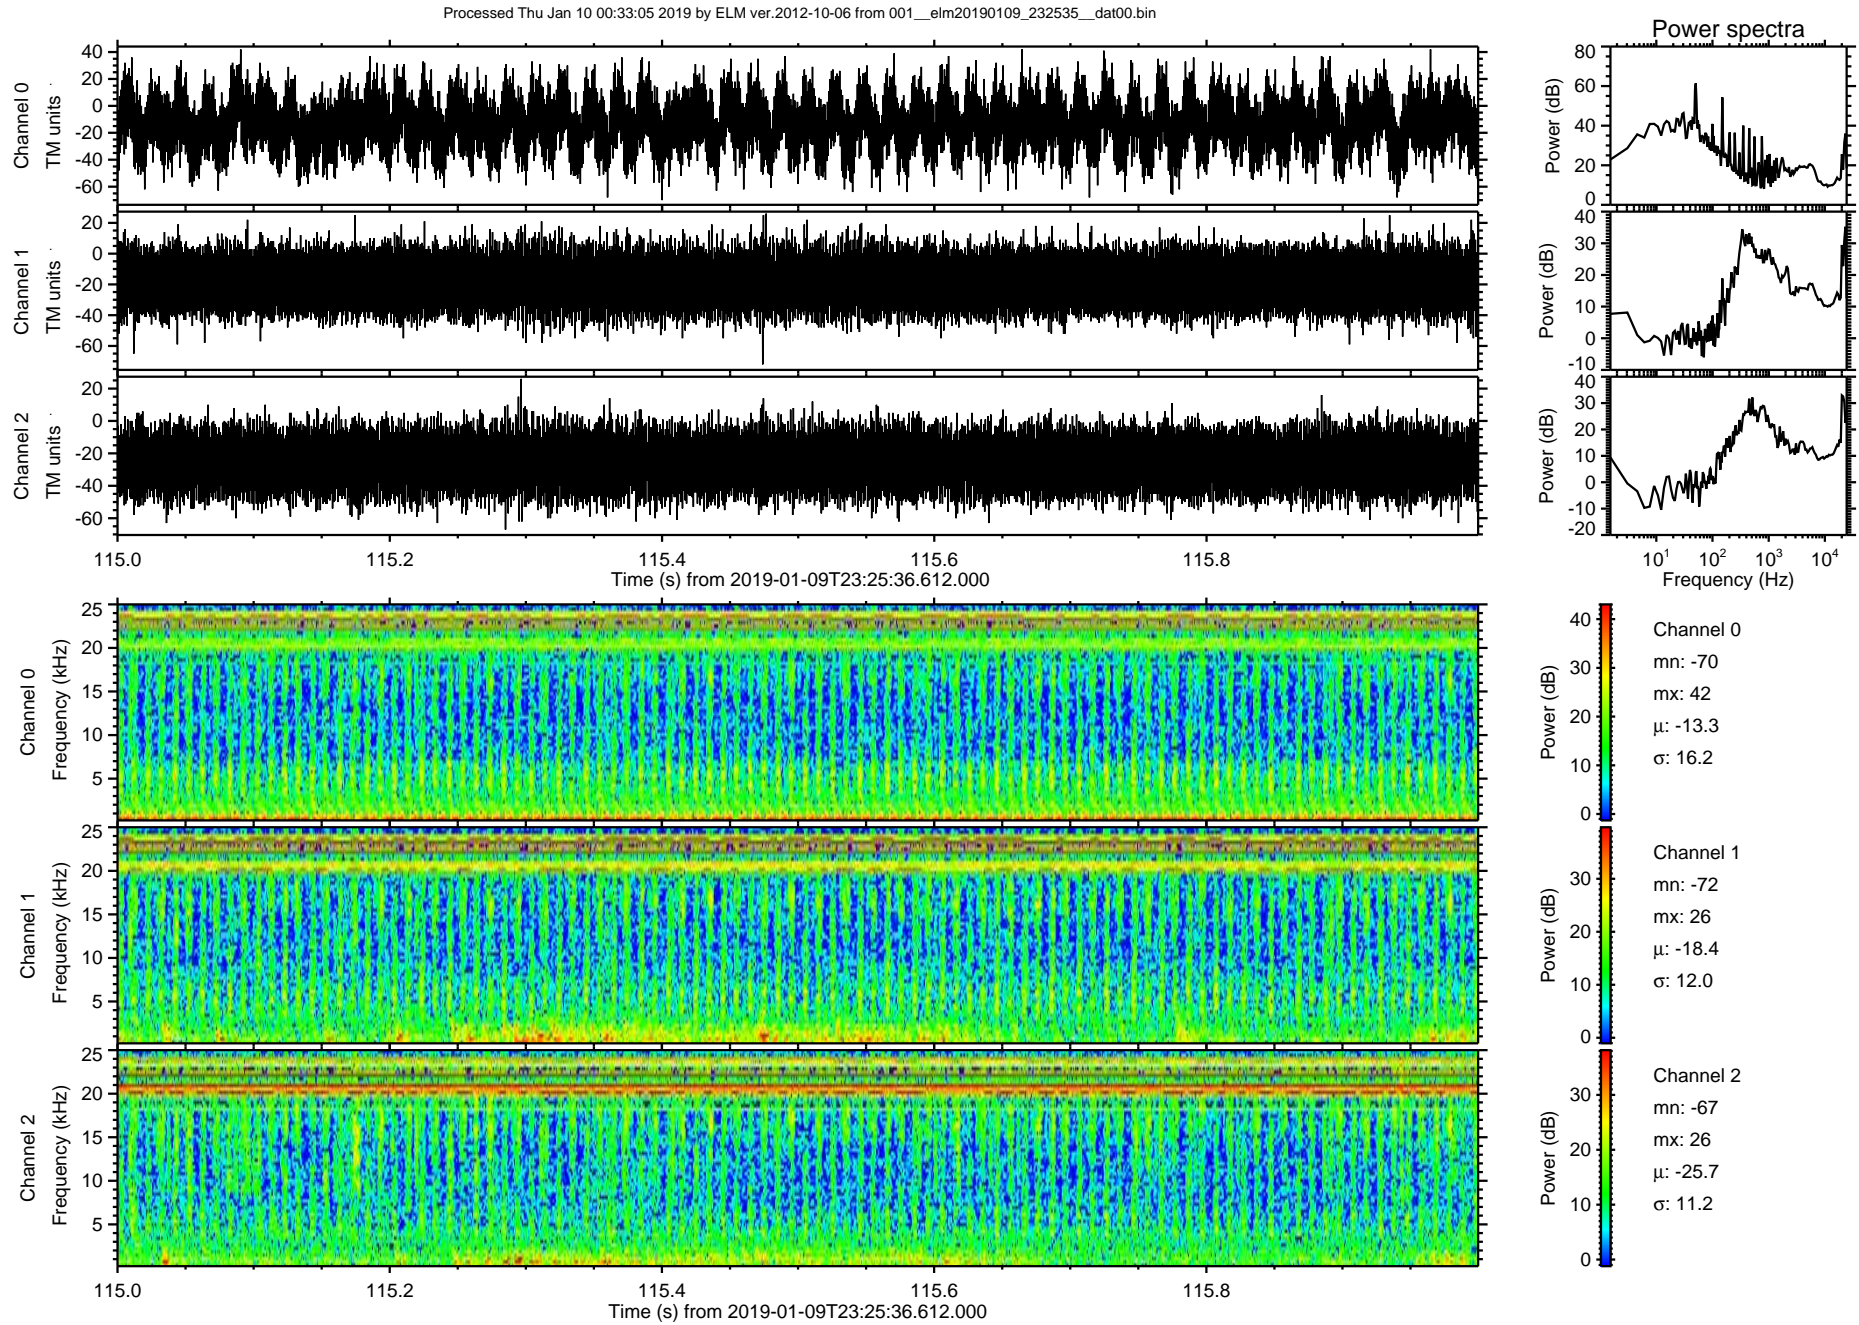 Processed Thu Jan 10 00:33:05 2019 by ELM ver.2012-10-06 from 001__elm20190109_232535__dat00.bin
Power spectra
Channel 0
TM units
40
20
0
-20
-40
-60
Power (dB)
80
60
40
20
0
Channel 1
TM units
20
0
-20
-40
-60
Power (dB)
40
30
20
10
0
-10
Channel 2
TM units
20
0
-20
-40
-60
Power (dB)
40
30
20
10
0
-10
-20
115.0 115.2 115.4 115.6 115.8
Time (s) from 2019-01-09T23:25:36.612.000
10¹ 10² 10³ 10⁴
Frequency (Hz)
Channel 0
Frequency (kHz)
25
20
15
10
5
Power (dB)
40
30
20
10
0
Channel 0
mn: -70
mx: 42
μ: -13.3
σ: 16.2
Channel 1
Frequency (kHz)
25
20
15
10
5
Power (dB)
30
20
10
0
Channel 1
mn: -72
mx: 26
μ: -18.4
σ: 12.0
Channel 2
Frequency (kHz)
25
20
15
10
5
Power (dB)
30
20
10
0
Channel 2
mn: -67
mx: 26
μ: -25.7
σ: 11.2
115.0 115.2 115.4 115.6 115.8
Time (s) from 2019-01-09T23:25:36.612.000